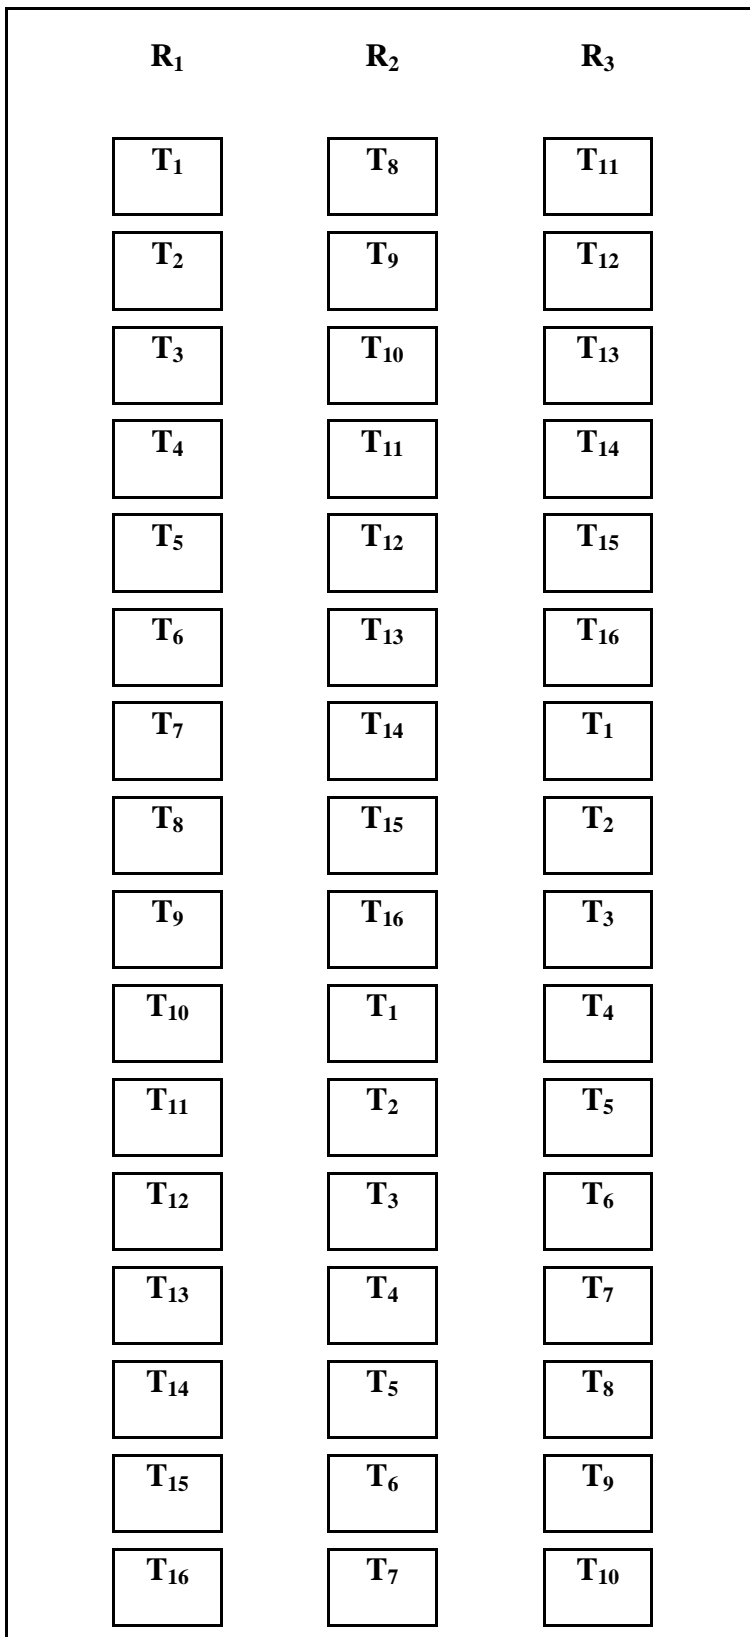 R₁ R₂ R₃
T₁ T₈ T₁₁
T₂ T₉ T₁₂
T₃ T₁₀ T₁₃
T₄ T₁₁ T₁₄
T₅ T₁₂ T₁₅
T₆ T₁₃ T₁₆
T₇ T₁₄ T₁
T₈ T₁₅ T₂
T₉ T₁₆ T₃
T₁₀ T₁ T₄
T₁₁ T₂ T₅
T₁₂ T₃ T₆
T₁₃ T₄ T₇
T₁₄ T₅ T₈
T₁₅ T₆ T₉
T₁₆ T₇ T₁₀